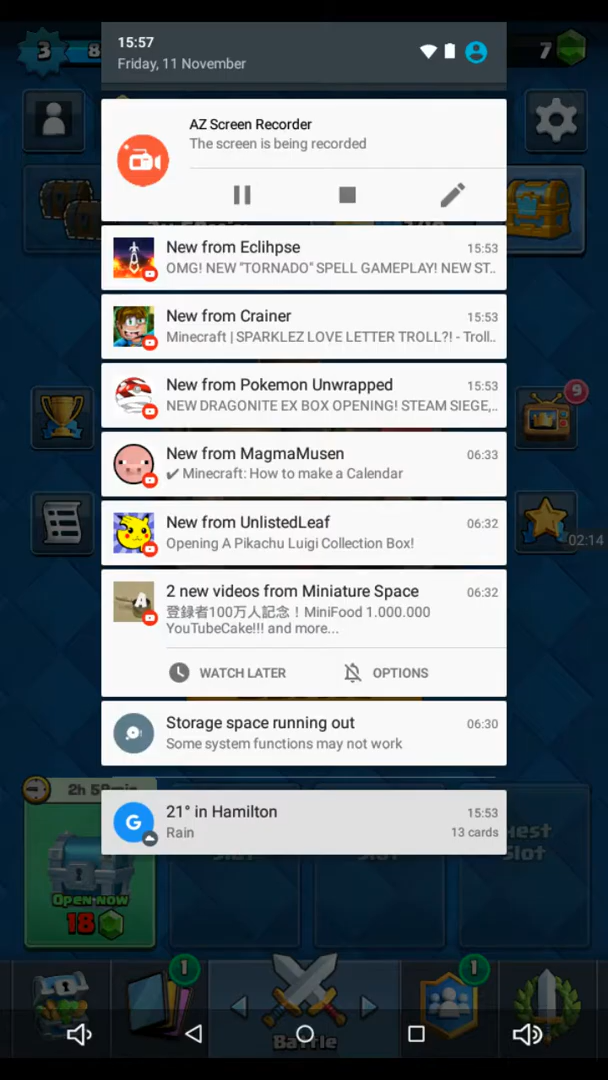 3
8
7
15:57
Friday, 11 November
AZ Screen Recorder
The screen is being recorded
New from Eclihpse 15:53
OMG! NEW "TORNADO" SPELL GAMEPLAY! NEW ST..
New from Crainer 15:53
Minecraft | SPARKLEZ LOVE LETTER TROLL?! - Troll..
New from Pokemon Unwrapped 15:53
NEW DRAGONITE EX BOX OPENING! STEAM SIEGE,..
9
New from MagmaMusen 06:33
✔ Minecraft: How to make a Calendar
New from UnlistedLeaf 06:32
Opening A Pikachu Luigi Collection Box!
02:14
2 new videos from Miniature Space 06:32
登録者100万人記念！MiniFood 1.000.000
YouTubeCake!!! and more...
WATCH LATER OPTIONS
Storage space running out 06:30
Some system functions may not work
2h 58min
21° in Hamilton 15:53
Rain 13 cards
G
Slot
OPEN NOW
18
1
1
Battle